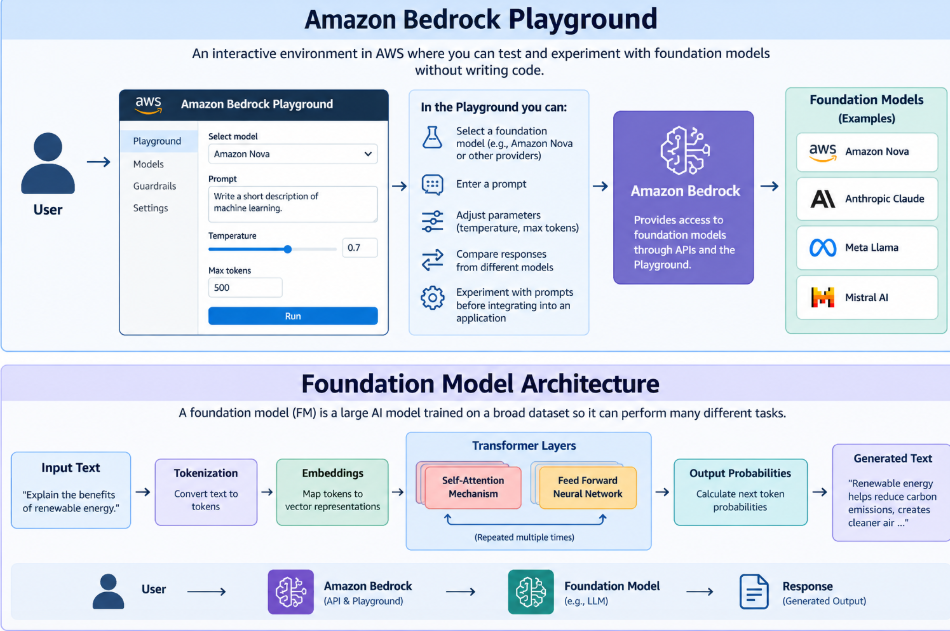 Amazon Bedrock Playground
An interactive environment in AWS where you can test and experiment with foundation models
without writing code.
User
aws
Amazon Bedrock Playground
Playground
Models
Guardrails
Settings
Select model
Amazon Nova
Prompt
Write a short description of
machine learning.
Temperature
0.7
Max tokens
500
Run
In the Playground you can:
Select a foundation
model (e.g., Amazon Nova
or other providers)
Enter a prompt
Adjust parameters
(temperature, max tokens)
Compare responses
from different models
Experiment with prompts
before integrating into an
application
Amazon Bedrock
Provides access to
foundation models
through APIs and the
Playground.
Foundation Models
(Examples)
aws
Amazon Nova
Anthropic Claude
Meta Llama
Mistral AI
Foundation Model Architecture
A foundation model (FM) is a large AI model trained on a broad dataset so it can perform many different tasks.
Input Text
"Explain the benefits
of renewable energy."
Tokenization
Convert text to
tokens
Embeddings
Map tokens to
vector representations
Transformer Layers
Self-Attention
Mechanism
Feed Forward
Neural Network
(Repeated multiple times)
Output Probabilities
Calculate next token
probabilities
Generated Text
"Renewable energy
helps reduce carbon
emissions, creates
cleaner air ..."
User
Amazon Bedrock
(API & Playground)
Foundation Model
(e.g., LLM)
Response
(Generated Output)